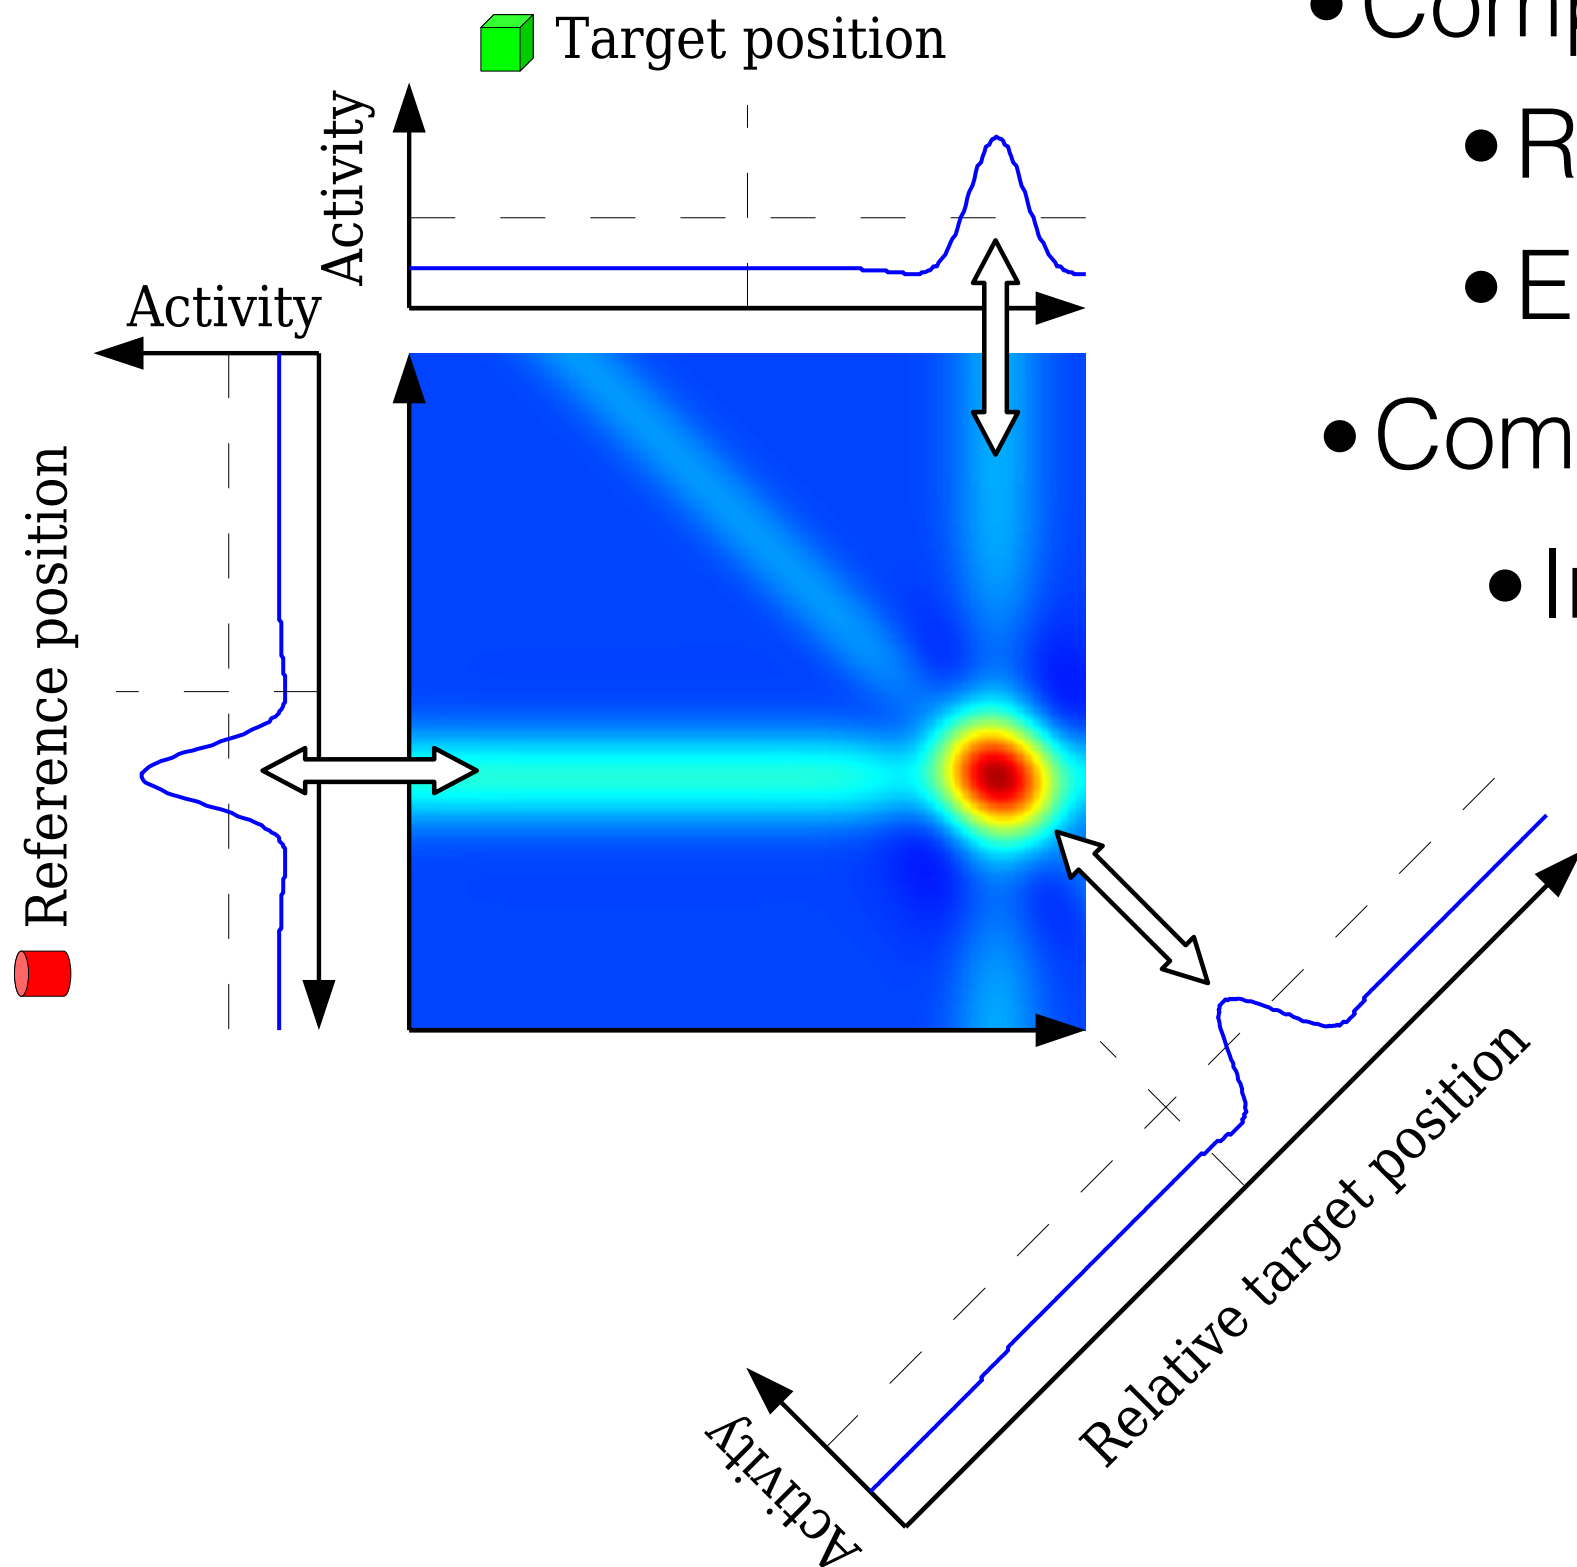 Target position
Activity
Activity
Reference position
Relative target position
Activity
• R
• E